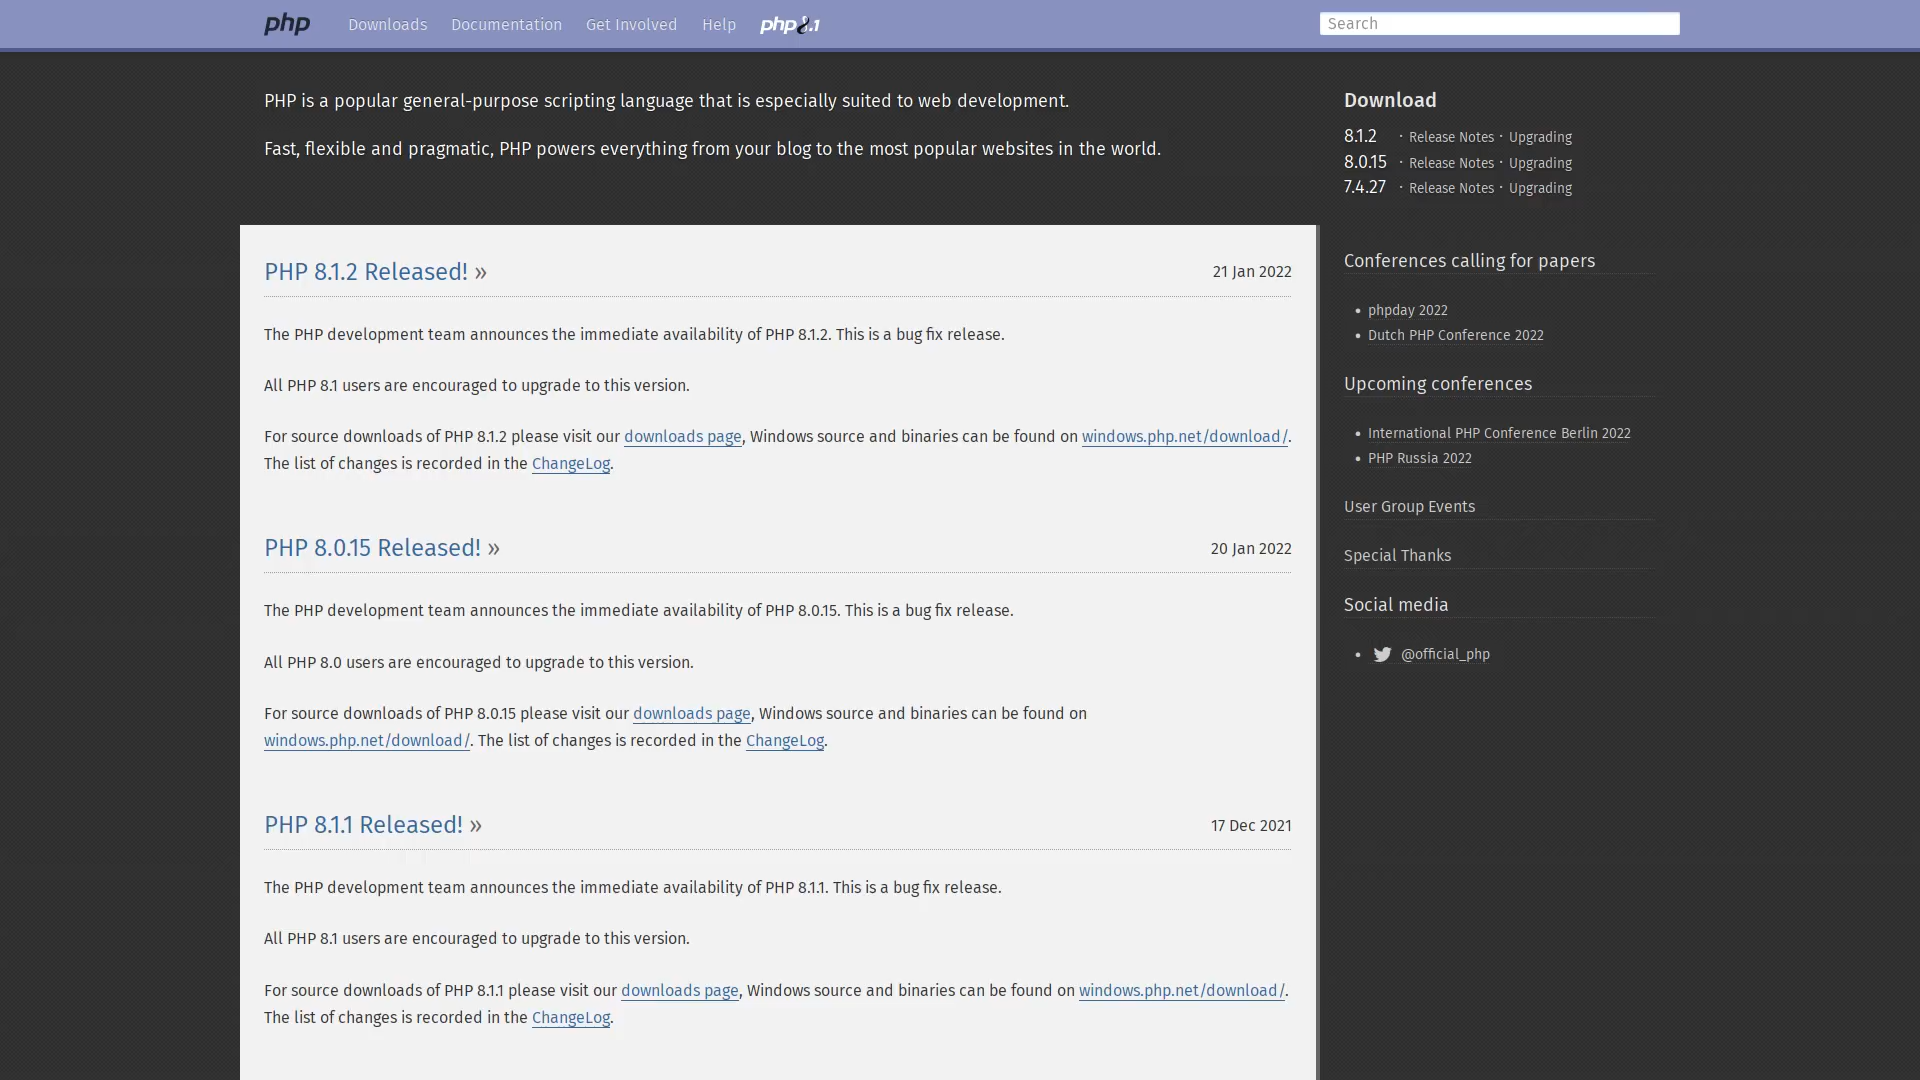 php Downloads Documentation Get Involved Help php8.1 Search
PHP is a popular general-purpose scripting language that is especially suited to web development.
Fast, flexible and pragmatic, PHP powers everything from your blog to the most popular websites in the world.
Download
8.1.2 · Release Notes · Upgrading
8.0.15 · Release Notes · Upgrading
7.4.27 · Release Notes · Upgrading
PHP 8.1.2 Released! »
21 Jan 2022
The PHP development team announces the immediate availability of PHP 8.1.2. This is a bug fix release.
All PHP 8.1 users are encouraged to upgrade to this version.
For source downloads of PHP 8.1.2 please visit our downloads page, Windows source and binaries can be found on windows.php.net/download/.
The list of changes is recorded in the ChangeLog.
PHP 8.0.15 Released! »
20 Jan 2022
The PHP development team announces the immediate availability of PHP 8.0.15. This is a bug fix release.
All PHP 8.0 users are encouraged to upgrade to this version.
For source downloads of PHP 8.0.15 please visit our downloads page, Windows source and binaries can be found on
windows.php.net/download/. The list of changes is recorded in the ChangeLog.
PHP 8.1.1 Released! »
17 Dec 2021
The PHP development team announces the immediate availability of PHP 8.1.1. This is a bug fix release.
All PHP 8.1 users are encouraged to upgrade to this version.
For source downloads of PHP 8.1.1 please visit our downloads page, Windows source and binaries can be found on windows.php.net/download/.
The list of changes is recorded in the ChangeLog.
Conferences calling for papers
• phpday 2022
• Dutch PHP Conference 2022
Upcoming conferences
• International PHP Conference Berlin 2022
• PHP Russia 2022
User Group Events
Special Thanks
Social media
• @official_php